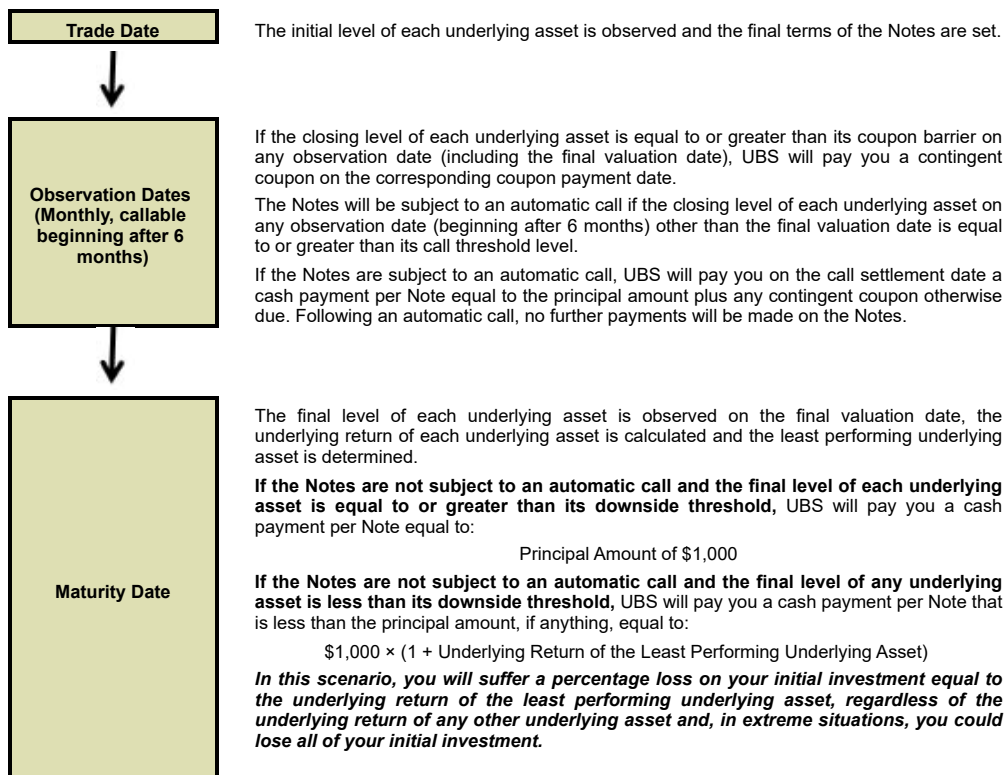 Trade Date
The initial level of each underlying asset is observed and the final terms of the Notes are set.
Observation Dates
(Monthly, callable
beginning after 6
months)
If the closing level of each underlying asset is equal to or greater than its coupon barrier on
any observation date (including the final valuation date), UBS will pay you a contingent
coupon on the corresponding coupon payment date.
The Notes will be subject to an automatic call if the closing level of each underlying asset on
any observation date (beginning after 6 months) other than the final valuation date is equal
to or greater than its call threshold level.
If the Notes are subject to an automatic call, UBS will pay you on the call settlement date a
cash payment per Note equal to the principal amount plus any contingent coupon otherwise
due. Following an automatic call, no further payments will be made on the Notes.
Maturity Date
The final level of each underlying asset is observed on the final valuation date, the
underlying return of each underlying asset is calculated and the least performing underlying
asset is determined.
If the Notes are not subject to an automatic call and the final level of each underlying
asset is equal to or greater than its downside threshold, UBS will pay you a cash
payment per Note equal to:
Principal Amount of $1,000
If the Notes are not subject to an automatic call and the final level of any underlying
asset is less than its downside threshold, UBS will pay you a cash payment per Note that
is less than the principal amount, if anything, equal to:
$1,000 × (1 + Underlying Return of the Least Performing Underlying Asset)
In this scenario, you will suffer a percentage loss on your initial investment equal to
the underlying return of the least performing underlying asset, regardless of the
underlying return of any other underlying asset and, in extreme situations, you could
lose all of your initial investment.